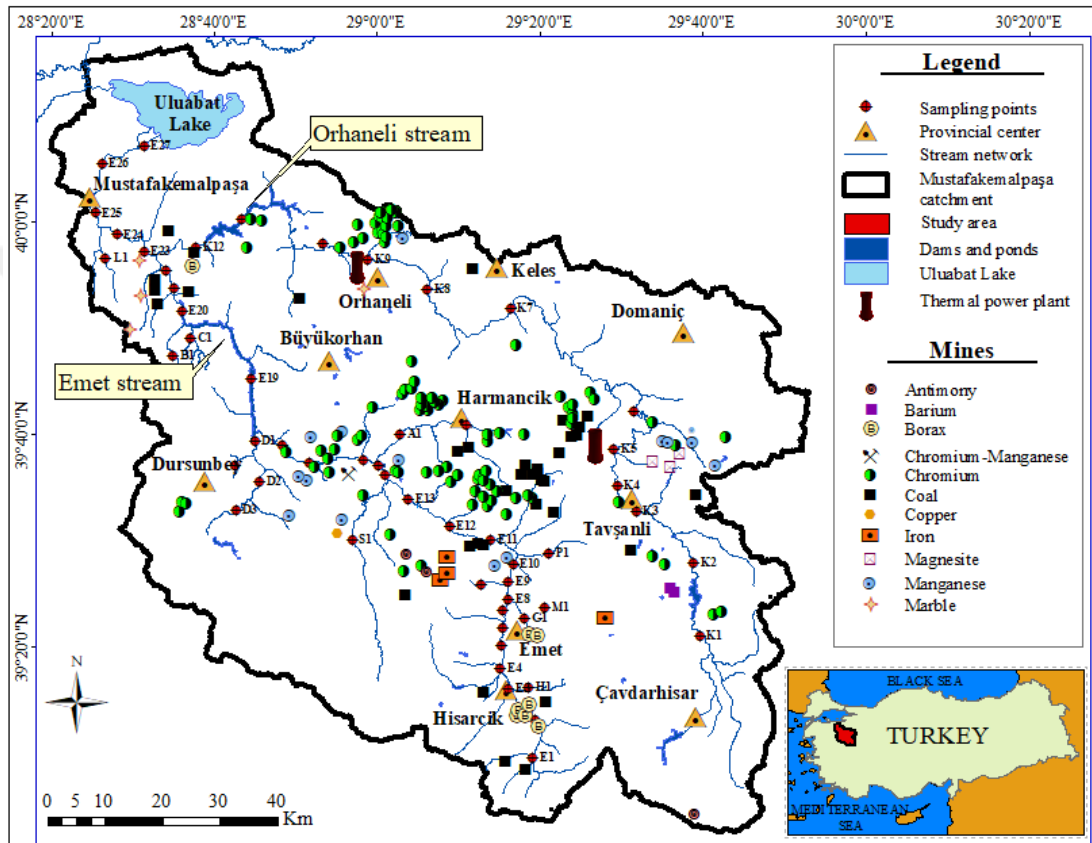 28°20'0"E
28°40'0"E
29°0'0"E
29°20'0"E
29°40'0"E
30°0'0"E
30°20'0"E
40°0'0"N
39°40'0"N
39°20'0"N
Uluabat
Lake
Orhaneli stream
E27
E26
Mustafakemalpaşa
E25
E24
E23
K12
L1
K9
Keles
Orhaneli
K8
K7
Domaniç
E20
C1
B1
Büyükorhan
Emet stream
E19
Harmancik
D1
A1
K5
Dursunbe
D2
K4
E13
D3
K3
Tavşanli
E12
S1
E11
P1
E10
K2
E9
E8
M1
G1
K1
Emet
E4
H1
Çavdarhisar
Hisarcik
E1
N
0 5 10 20 30 40
Km
Legend
Sampling points
Provincial center
Stream network
Mustafakemalpaşa
catchment
Study area
Dams and ponds
Uluabat Lake
Thermal power plant
Mines
Antimony
Barium
B Borax
Chromium-Manganese
Chromium
Coal
Copper
Iron
Magnesite
Manganese
Marble
BLACK SEA
TURKEY
MEDITERRANEAN
SEA